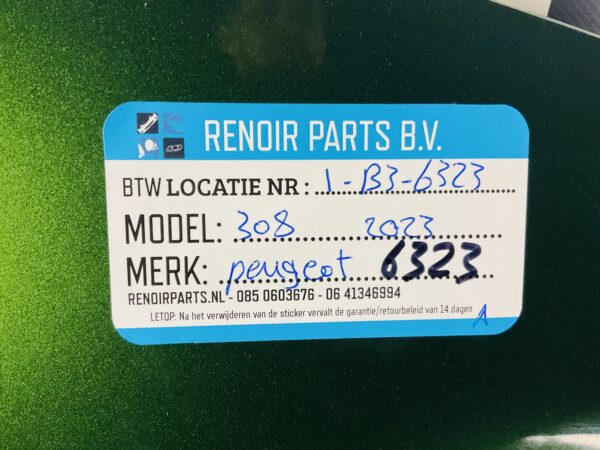 RENOIR PARTS B.V.
BTW LOCATIE NR : 1-B3-6323
MODEL: 308 2023
MERK: peugeot 6323
RENOIRPARTS.NL - 085 0603676 - 06 41346994
LETOP: Na het verwijderen van de sticker vervalt de garantie/retourbeleid van 14 dagen A